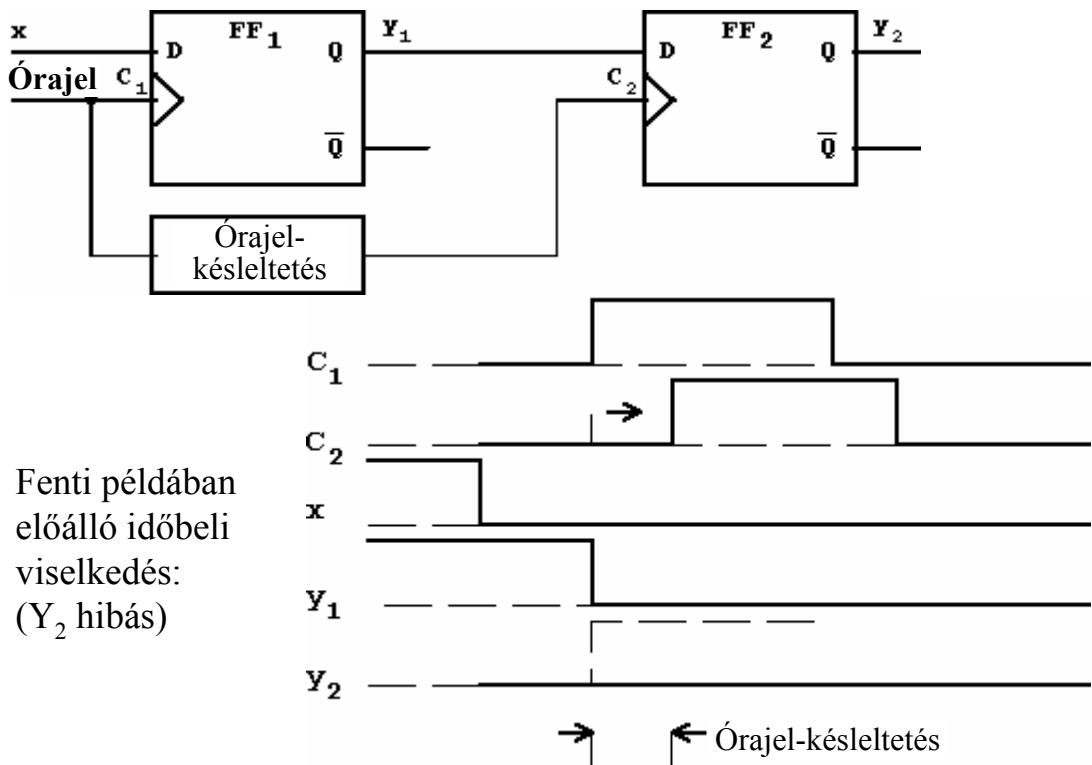 x D FF₁ Q Y₁ D FF₂ Q Y₂
Órajel C₁ C₂
Q̅ Q̅
Órajel-
késleltetés
C₁
C₂
Fenti példában
előálló időbeli
viselkedés:
(Y₂ hibás)
x
Y₁
Y₂
Órajel-késleltetés